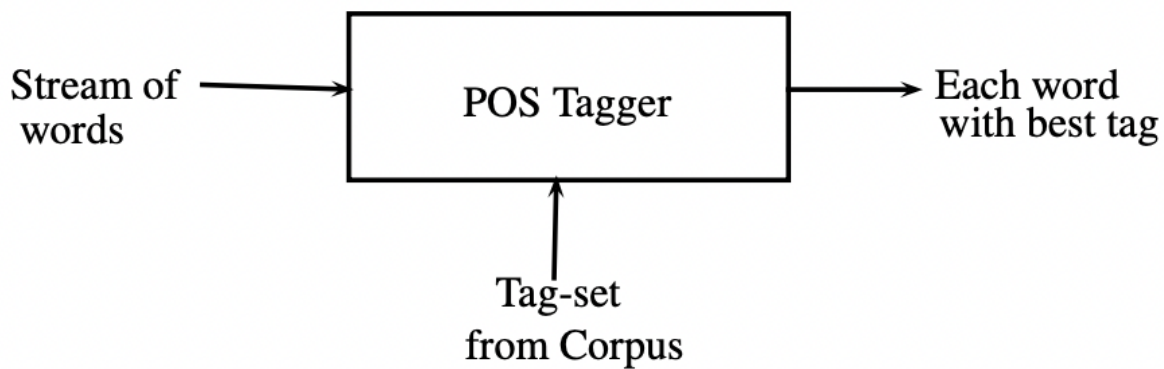 Stream of
words
POS Tagger
Each word
with best tag
Tag-set
from Corpus